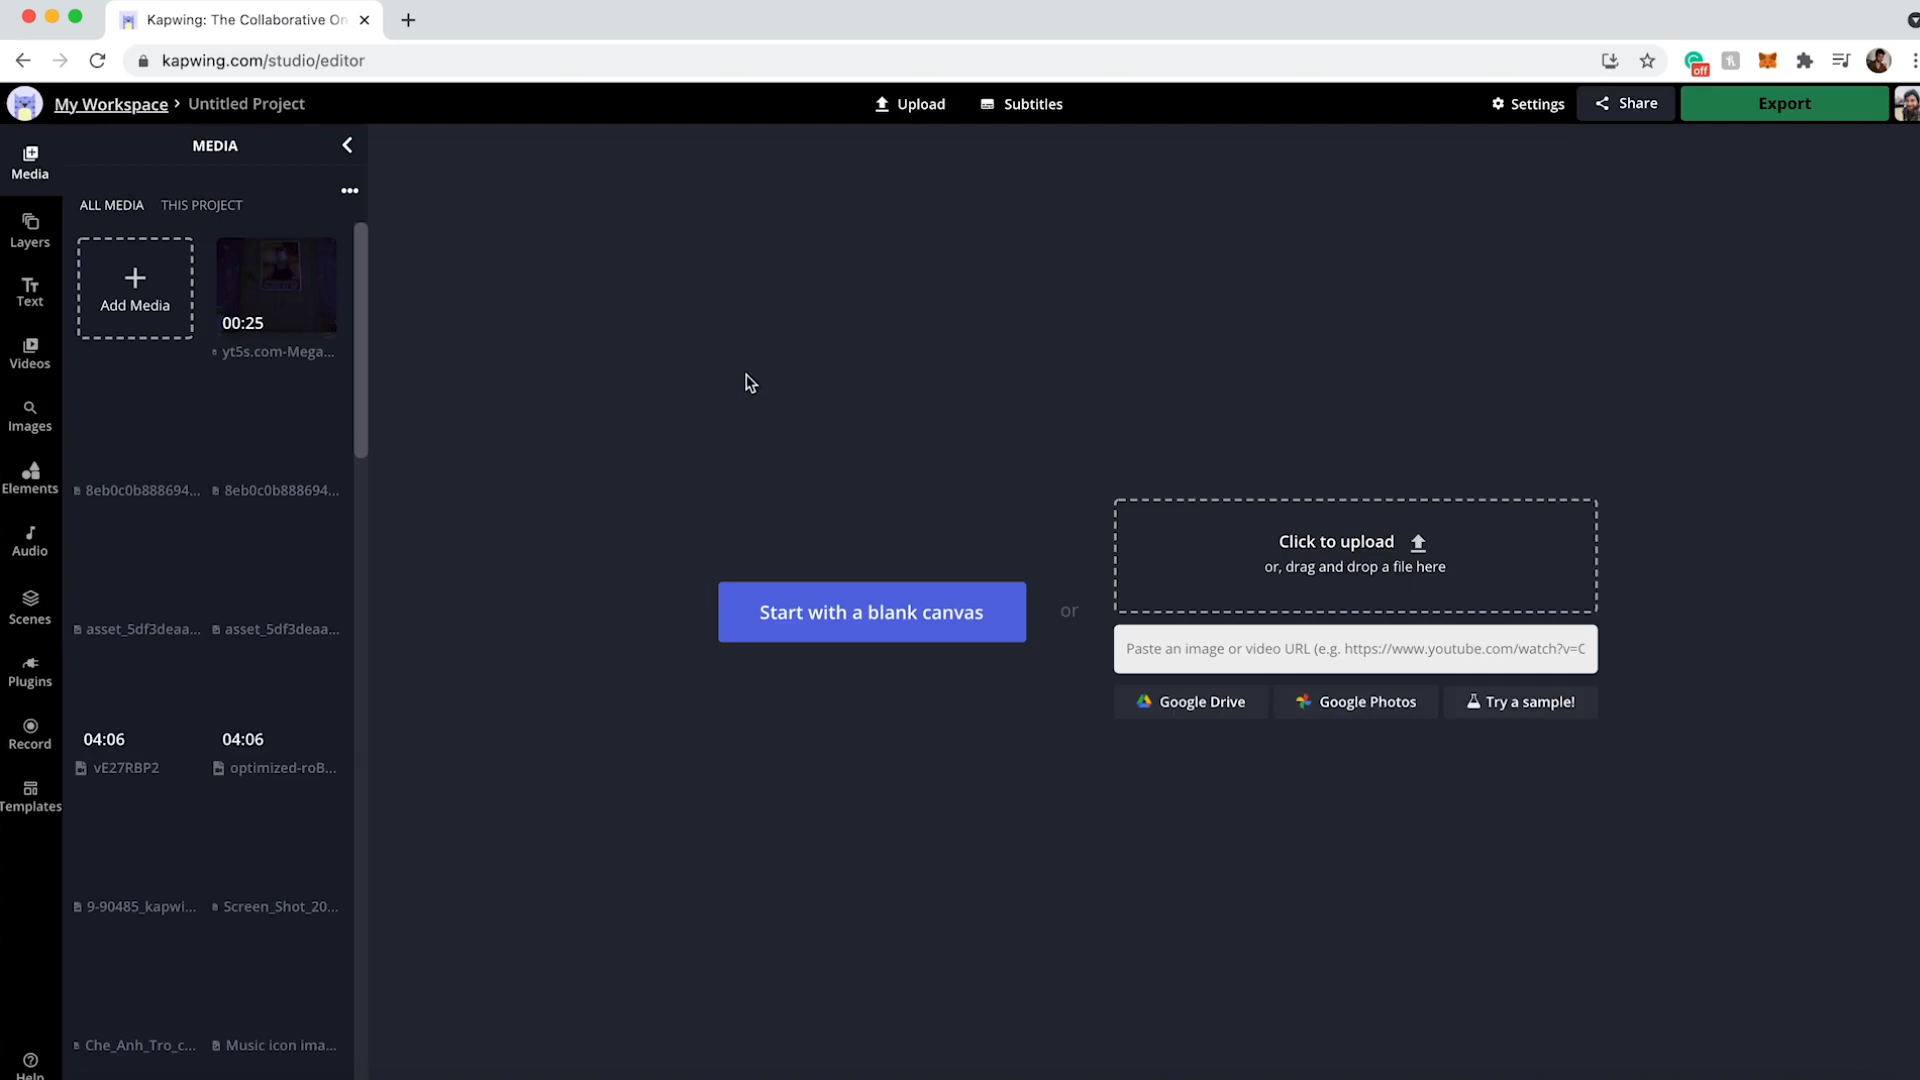 Kapwing: The Collaborative On
kapwing.com/studio/editor
off
My Workspace › Untitled Project
Upload
Subtitles
Settings
Share
Export
MEDIA
Media
ALL MEDIA
THIS PROJECT
Layers
Add Media
00:25
Text
yt5s.com-Mega...
Videos
Images
Elements
8eb0c0b888694...
8eb0c0b888694...
Audio
Click to upload
or, drag and drop a file here
Start with a blank canvas
or
Scenes
asset_5df3deaa...
asset_5df3deaa...
Paste an image or video URL (e.g. https://www.youtube.com/watch?v=C
Plugins
Google Drive
Google Photos
Try a sample!
Record
04:06
04:06
vE27RBP2
optimized-roB...
Templates
9-90485_kapwi...
Screen_Shot_20...
Che_Anh_Tro_c...
Music icon ima...
Help